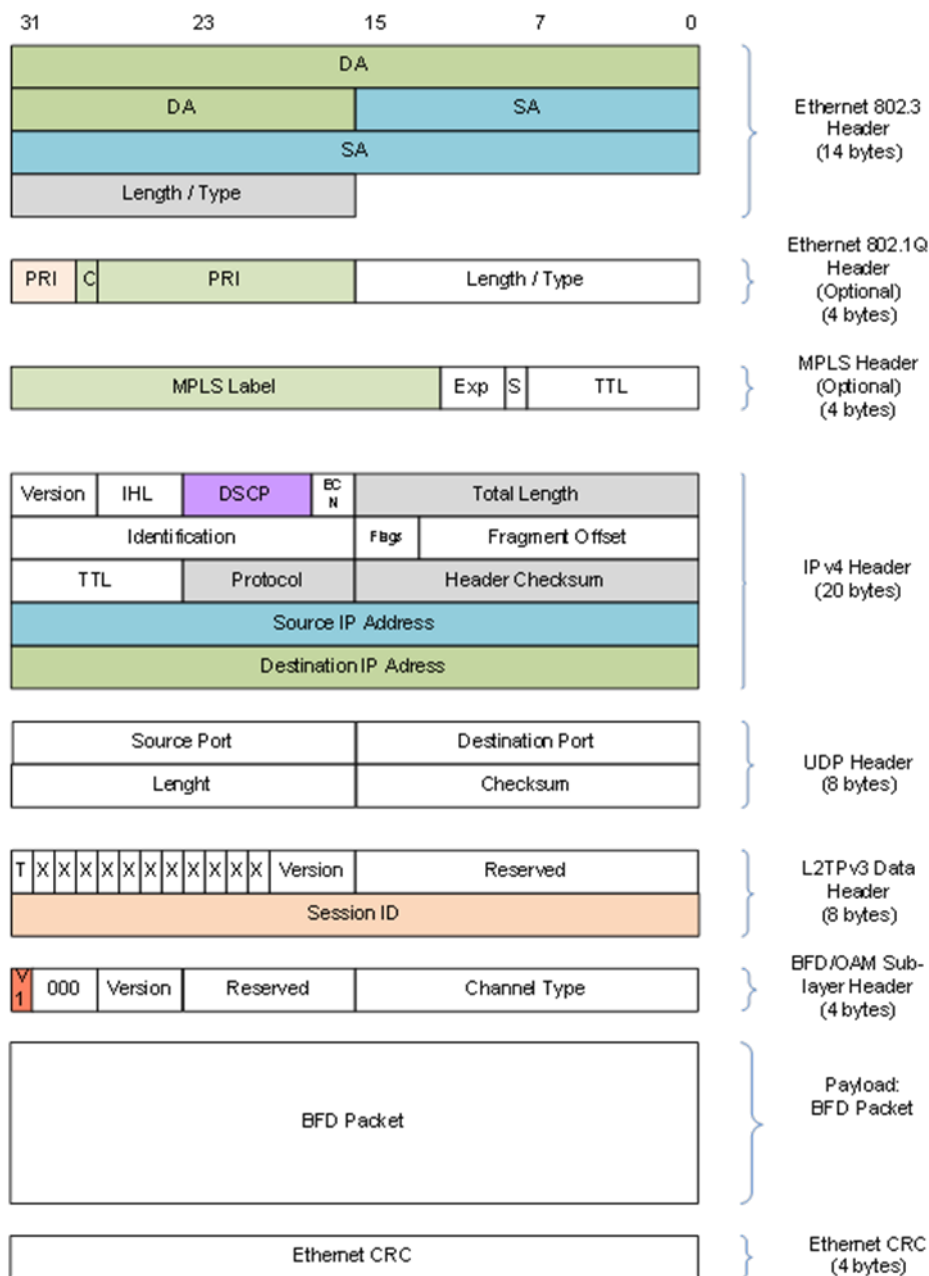 31 23 15 7 0
DA
DA SA
SA
Length / Type
Ethernet 802.3
Header
(14 bytes)
PRI C PRI Length / Type
Ethernet 802.1Q
Header
(Optional)
(4 bytes)
MPLS Label Exp S TTL
MPLS Header
(Optional)
(4 bytes)
Version IHL DSCP EC
N Total Length
Identification Flags Fragment Offset
TTL Protocol Header Checksum
Source IP Address
Destination IP Adress
IPv4 Header
(20 bytes)
Source Port Destination Port
Lenght Checksum
UDP Header
(8 bytes)
T X X X X X X X X X X X Version Reserved
Session ID
L2TPv3 Data
Header
(8 bytes)
V
1 000 Version Reserved Channel Type
BFD/OAM Sub-
layer Header
(4 bytes)
BFD Packet
Payload:
BFD Packet
Ethernet CRC
Ethernet CRC
(4 bytes)